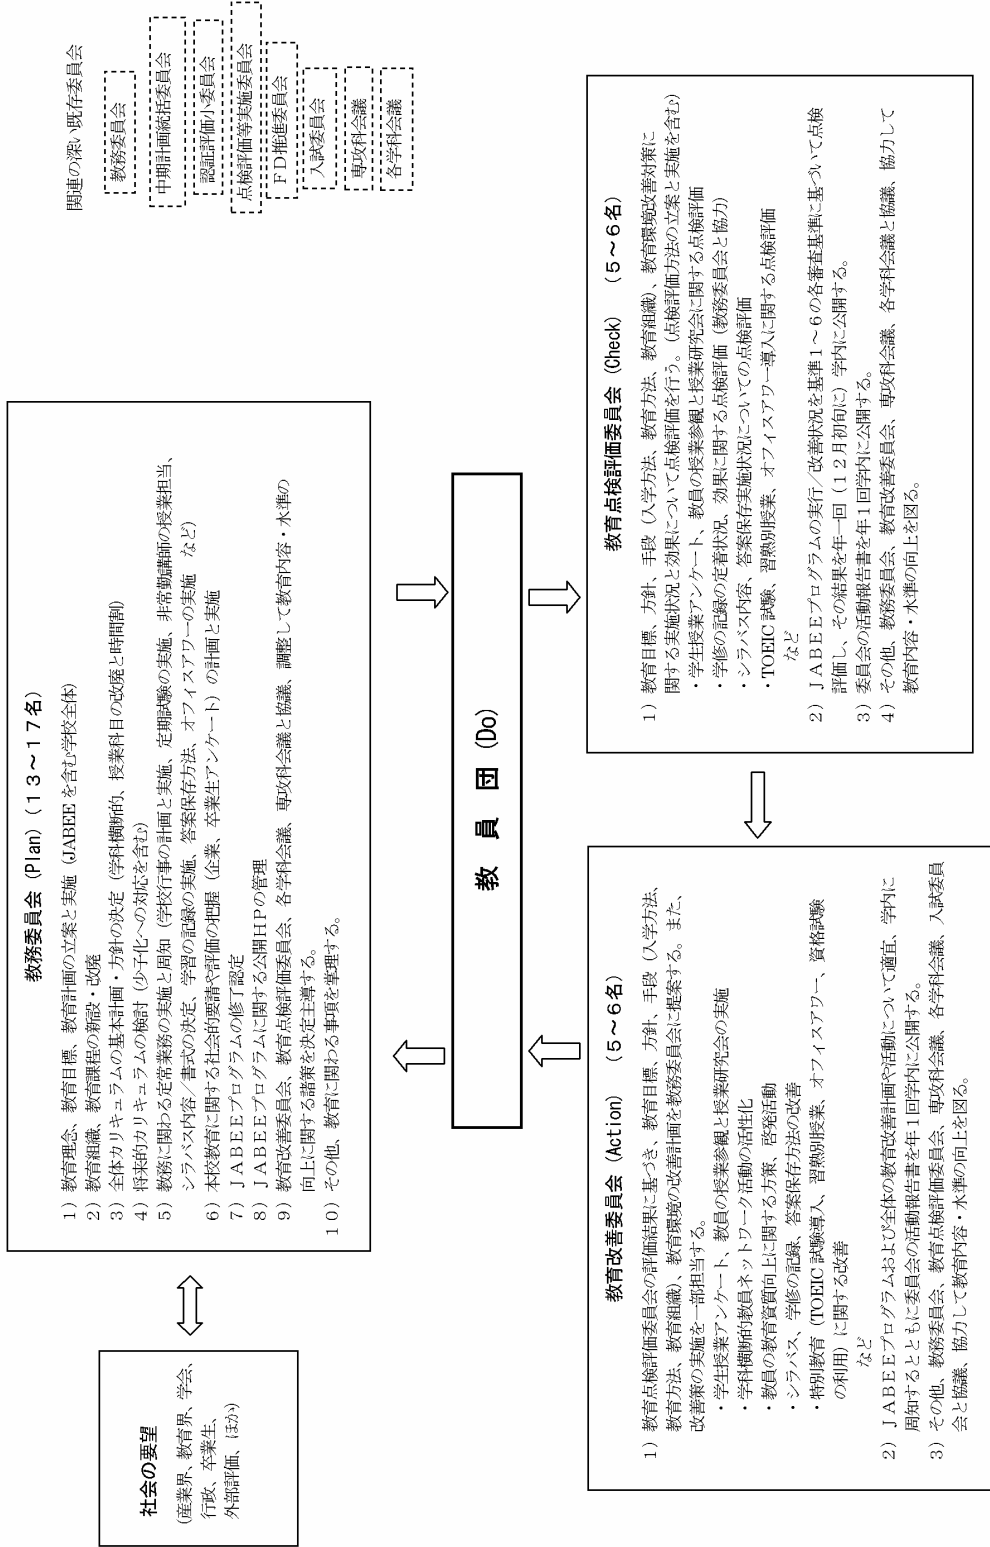 関連の深い既存委員会
教務委員会
中期計画統括委員会
認証評価小委員会
点検評価等実施委員会
ＦＤ推進委員会
入試委員会
専攻科会議
各学科会議
社会の要望
（産業界、教育界、学会、
行政、卒業生、
外部評価、ほか）
教務委員会（Plan）（１３～１７名）
１）教育理念、教育目標、教育計画の立案と実施（JABEEを含む学校全体）
２）教育組織、教育課程の新設・改廃
３）全体カリキュラムの基本計画・方針の決定（学科横断的、授業科目の改廃と時間割）
４）将来的カリキュラムの検討（少子化への対応を含む）
５）教務に関わる定常業務の実施と周知（学校行事の計画と実施、定期試験の実施、非常勤講師の授業担当、
シラバス内容／書式の決定、学習の記録の実施、答案保存方法、オフィスアワーの実施　など）
６）本校教育に関する社会的要請や評価の把握（企業、卒業生アンケート）の計画と実施
７）ＪＡＢＥＥプログラムの修了認定
８）ＪＡＢＥＥプログラムに関する公開ＨＰの管理
９）教育改善委員会、教育点検評価委員会、各学科会議、専攻科会議と協議、調整して教育内容・水準の
向上に関する諸策を決定主導する。
１０）その他、教育に関わる事項を掌理する。
教　員　団（Do）
教育点検評価委員会（Check）　（５～６名）
１）教育目標、方針、手段（入学方法、教育方法、教育組織）、教育環境改善対策に
関する実施状況と効果について点検評価を行う。（点検評価方法の立案と実施を含む）
・学生授業アンケート、教員の授業参観と授業研究会に関する点検評価
・学修の記録の定着状況、効果に関する点検評価（教務委員会と協力）
・シラバス内容、答案保存実施状況についての点検評価
・TOEIC試験、習熟別授業、オフィスアワー導入に関する点検評価
など
２）ＪＡＢＥＥプログラムの実行／改善状況を基準１～６の各審査基準に基づいて点検
評価し、その結果を年一回（１２月初旬に）学内に公開する。
３）委員会の活動報告書を年１回学内に公開する。
４）その他、教務委員会、教育改善委員会、専攻科会議、各学科会議と協議、協力して
教育内容・水準の向上を図る。
教育改善委員会（Action）　（５～６名）
１）教育点検評価委員会の評価結果に基づき、教育目標、方針、手段（入学方法、
教育方法、教育組織）、教育環境の改善計画を教務委員会に提案する。また、
改善策の実施を一部担当する。
・学生授業アンケート、教員の授業参観と授業研究会の実施
・学科横断的教員ネットワーク活動の活性化
・教員の教育資質向上に関する方策、啓発活動
・シラバス、学修の記録、答案保存方法の改善
・特別教育（TOEIC試験導入、習熟別授業、オフィスアワー、資格試験
の利用）に関する改善
など
２）ＪＡＢＥＥプログラムおよび全体の教育改善計画や活動について適宜、学内に
周知するとともに委員会の活動報告書を年１回学内に公開する。
３）その他、教務委員会、教育点検評価委員会、専攻科会議、各学科会議、入試委員
会と協議、協力して教育内容・水準の向上を図る。